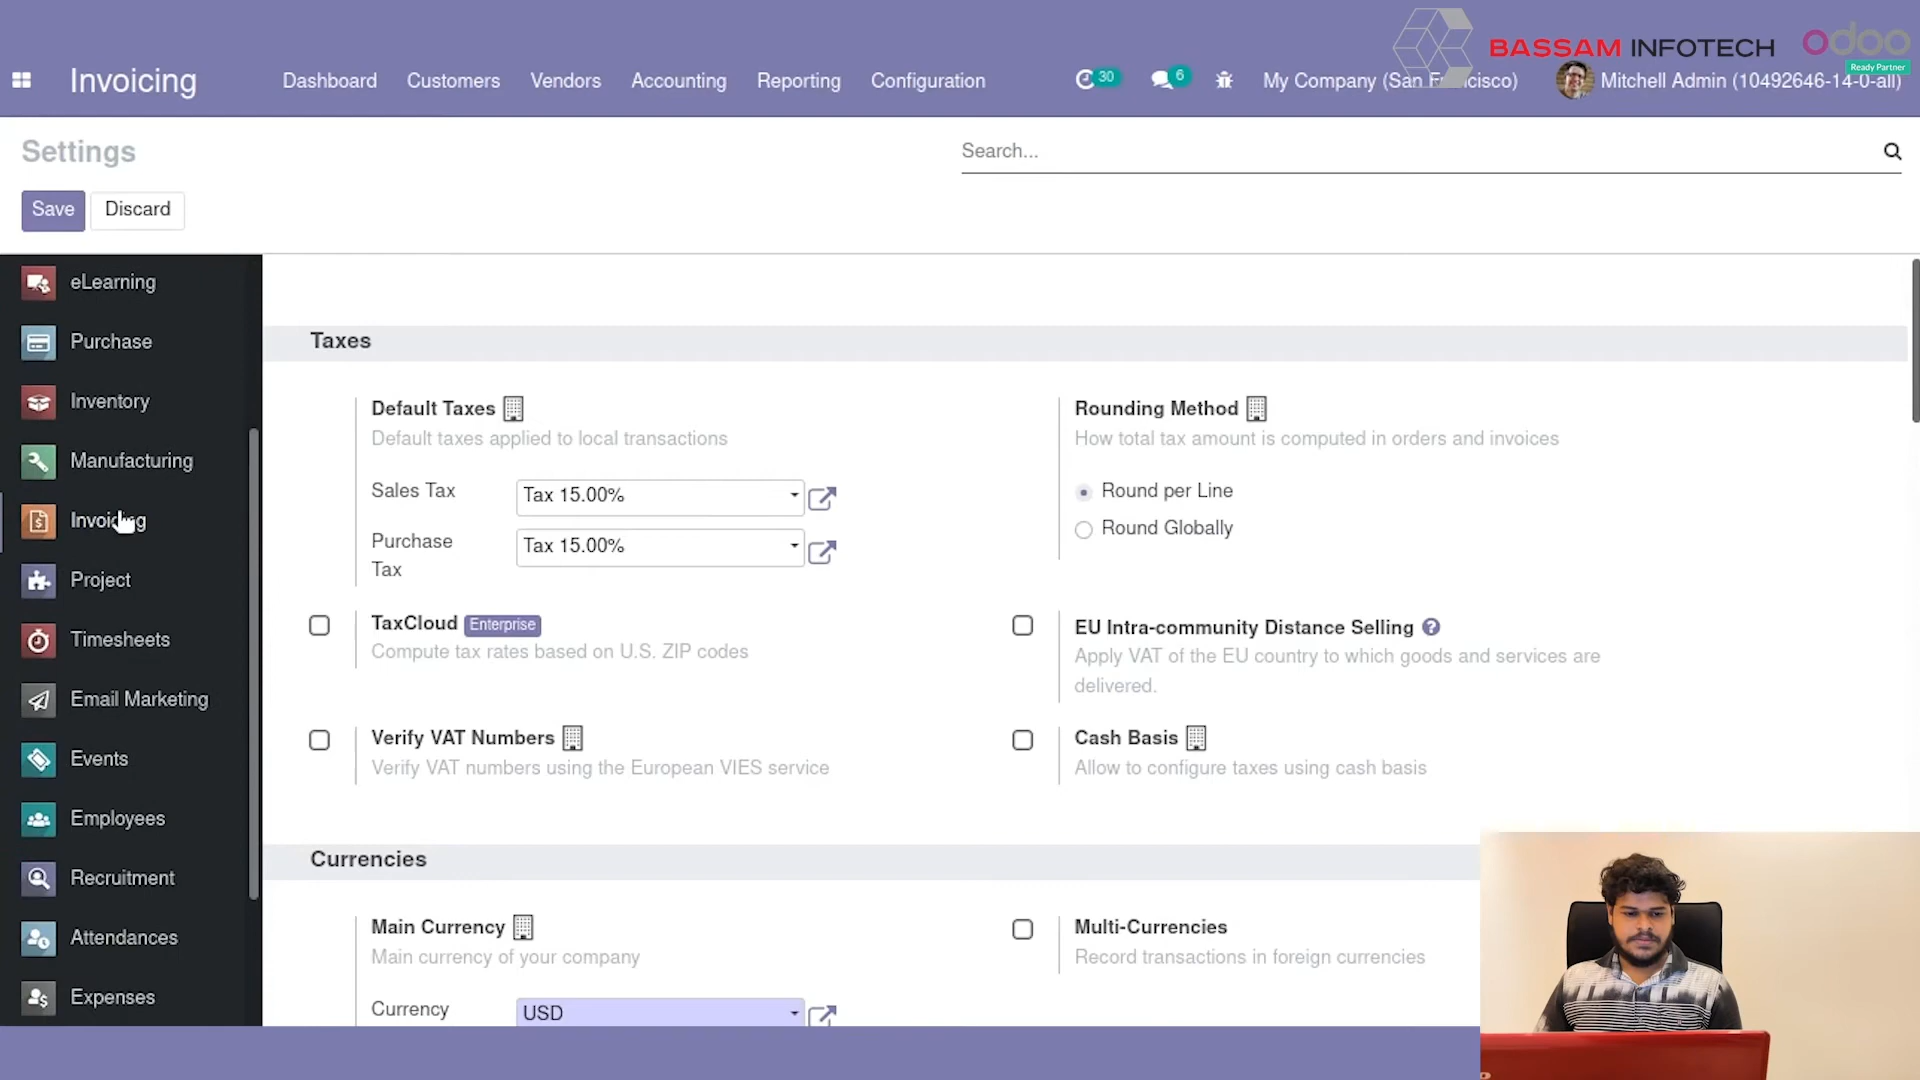 BASSAM INFOTECH
odoo
Ready Partner
Invoicing
Dashboard
Customers
Vendors
Accounting
Reporting
Configuration
30
6
My Company (San Francisco)
Mitchell Admin (10492646-14-0-all)
Settings
Search...
Save
Discard
eLearning
Purchase
Inventory
Manufacturing
Invoicing
Project
Timesheets
Email Marketing
Events
Employees
Recruitment
Attendances
Expenses
Taxes
Default Taxes
Default taxes applied to local transactions
Sales Tax
Tax 15.00%
Purchase
Tax
Tax 15.00%
Rounding Method
How total tax amount is computed in orders and invoices
Round per Line
Round Globally
TaxCloud Enterprise
Compute tax rates based on U.S. ZIP codes
EU Intra-community Distance Selling ?
Apply VAT of the EU country to which goods and services are
delivered.
Verify VAT Numbers
Verify VAT numbers using the European VIES service
Cash Basis
Allow to configure taxes using cash basis
Currencies
Main Currency
Main currency of your company
Currency
USD
Multi-Currencies
Record transactions in foreign currencies